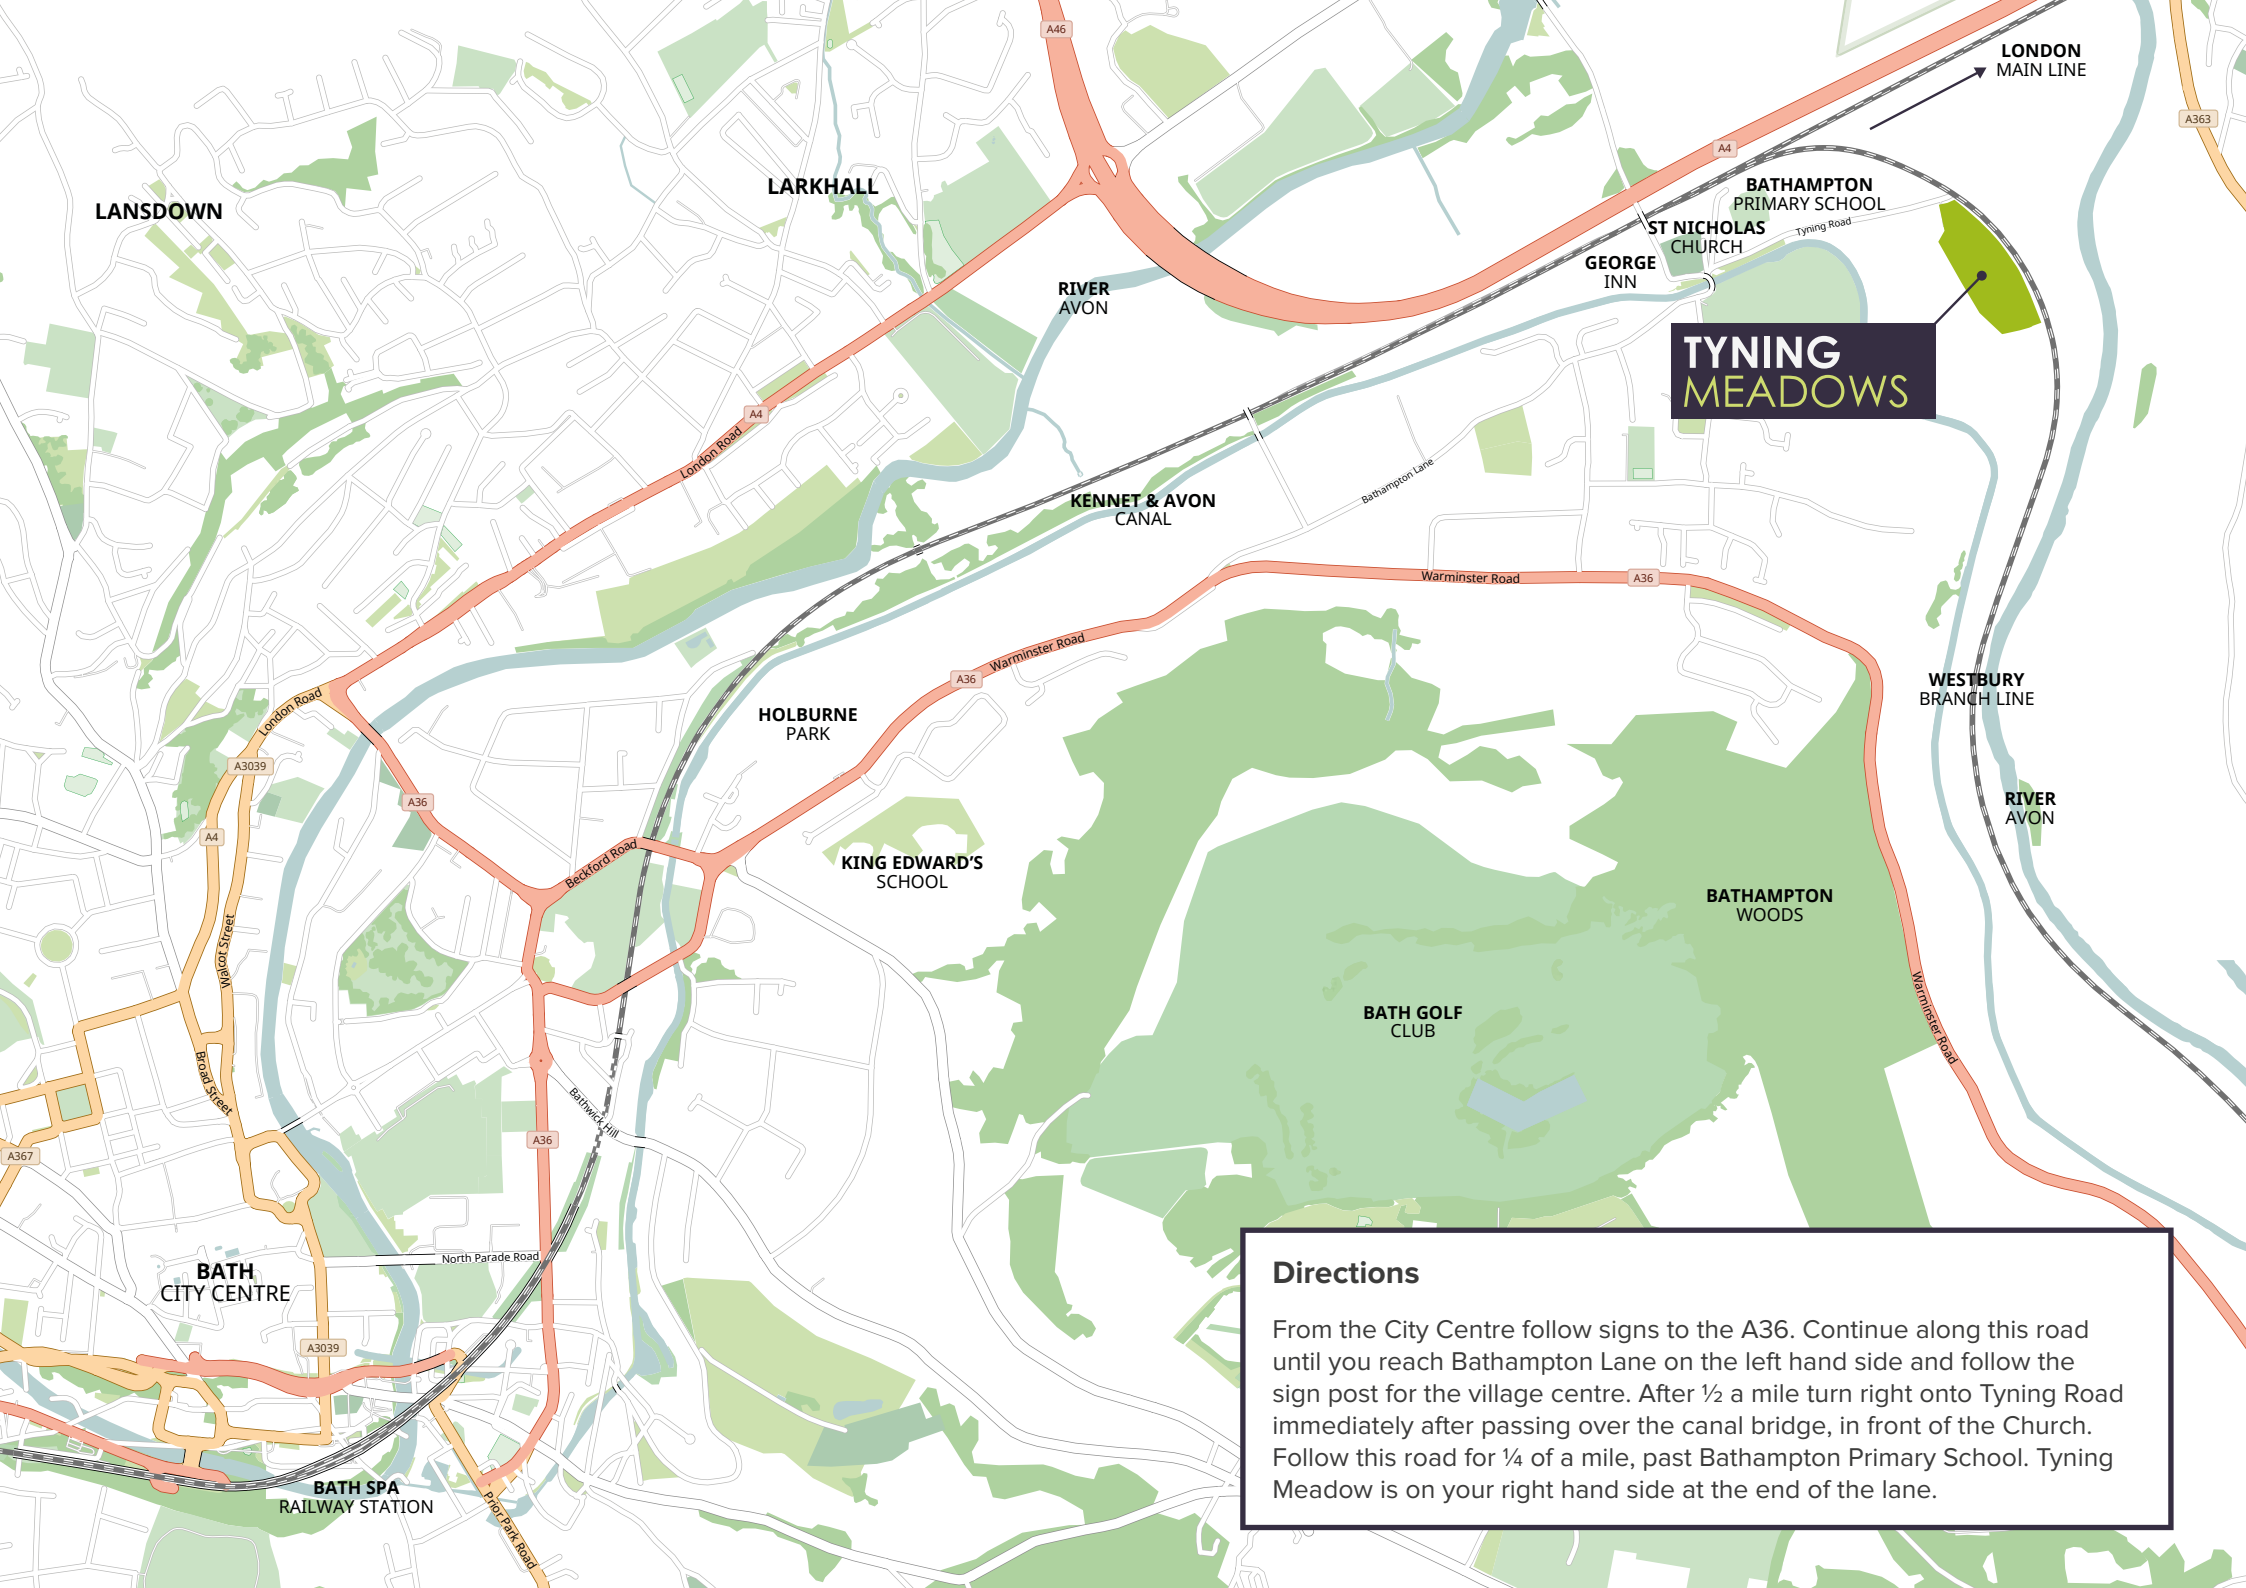 A46
LONDON
MAIN LINE
A363
A4
LARKHALL
LANSDOWN
BATHAMPTON
PRIMARY SCHOOL
ST NICHOLAS
CHURCH
Tyning Road
GEORGE
INN
RIVER
AVON
TYNING
MEADOWS
A4
London Road
Bathampton Lane
KENNET & AVON
CANAL
Warminster Road
A36
Warminster Road
A36
WESTBURY
BRANCH LINE
London Road
HOLBURNE
PARK
A3039
A36
RIVER
AVON
A4
Beckford Road
KING EDWARD'S
SCHOOL
BATHAMPTON
WOODS
Walcot Street
Warminster Road
BATH GOLF
CLUB
Broad Street
Bathwick Hill
A36
A367
North Parade Road
BATH
CITY CENTRE
A3039
BATH SPA
RAILWAY STATION
Prior Park Road
Directions
From the City Centre follow signs to the A36. Continue along this road
until you reach Bathampton Lane on the left hand side and follow the
sign post for the village centre. After ½ a mile turn right onto Tyning Road
immediately after passing over the canal bridge, in front of the Church.
Follow this road for ¼ of a mile, past Bathampton Primary School. Tyning
Meadow is on your right hand side at the end of the lane.